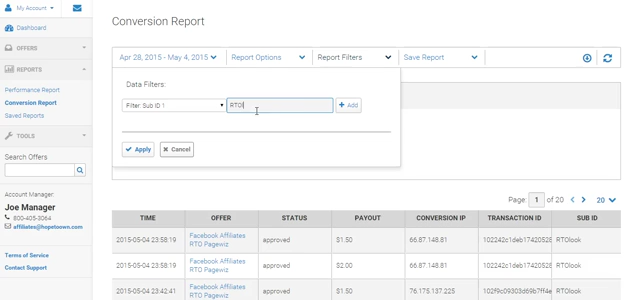 My Account
Dashboard
OFFERS
REPORTS
Performance Report
Conversion Report
Saved Reports
TOOLS
Search Offers
Account Manager:
Joe Manager
800-405-3064
affiliates@hopetoown.com
Terms of Service
Contact Support
Conversion Report
Apr 28, 2015 - May 4, 2015 Report Options Report Filters Save Report
Data Filters:
Filter: Sub ID 1 RTOl + Add
Apply Cancel
Page: 1 of 20 20
TIME OFFER STATUS PAYOUT CONVERSION IP TRANSACTION ID SUB ID
2015-05-04 23:58:19 Facebook Affiliates RTO Pagewiz approved $1.50 66.87.148.81 102242c1deb17420528 RTOlook
2015-05-04 23:58:19 Facebook Affiliates RTO Pagewiz approved $2.00 66.87.148.81 102242c1deb17420528 RTOlook
2015-05-04 23:42:41 Facebook Affiliates RTO Pagewiz approved $1.50 76.175.137.225 102f9c09303d69b7ff4e RTOlook